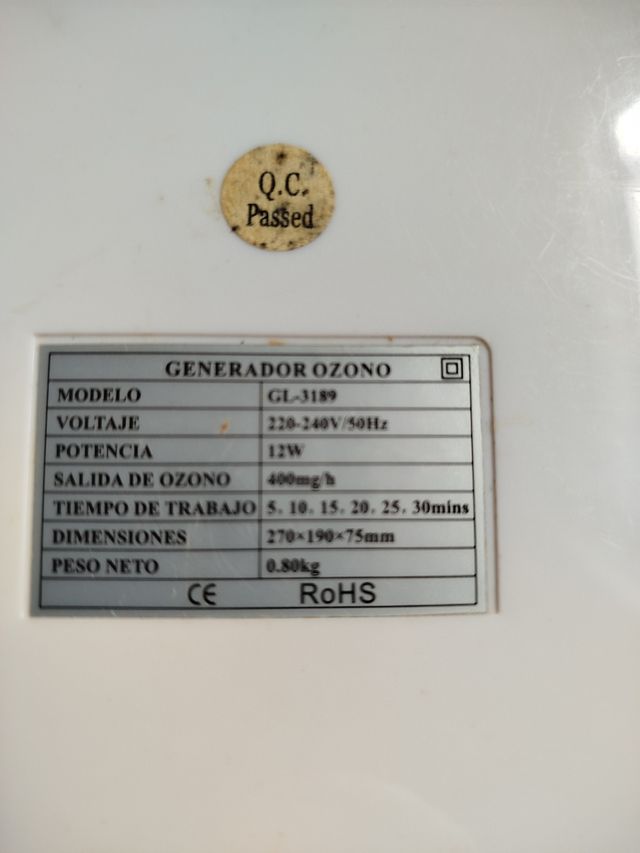 Q.C.
Passed
GENERADOR OZONO
MODELO GL-3189
VOLTAJE 220-240V/50Hz
POTENCIA 12W
SALIDA DE OZONO 400mg/h
TIEMPO DE TRABAJO 5, 10, 15, 20, 25, 30mins
DIMENSIONES 270×190×75mm
PESO NETO 0.80kg
CE RoHS